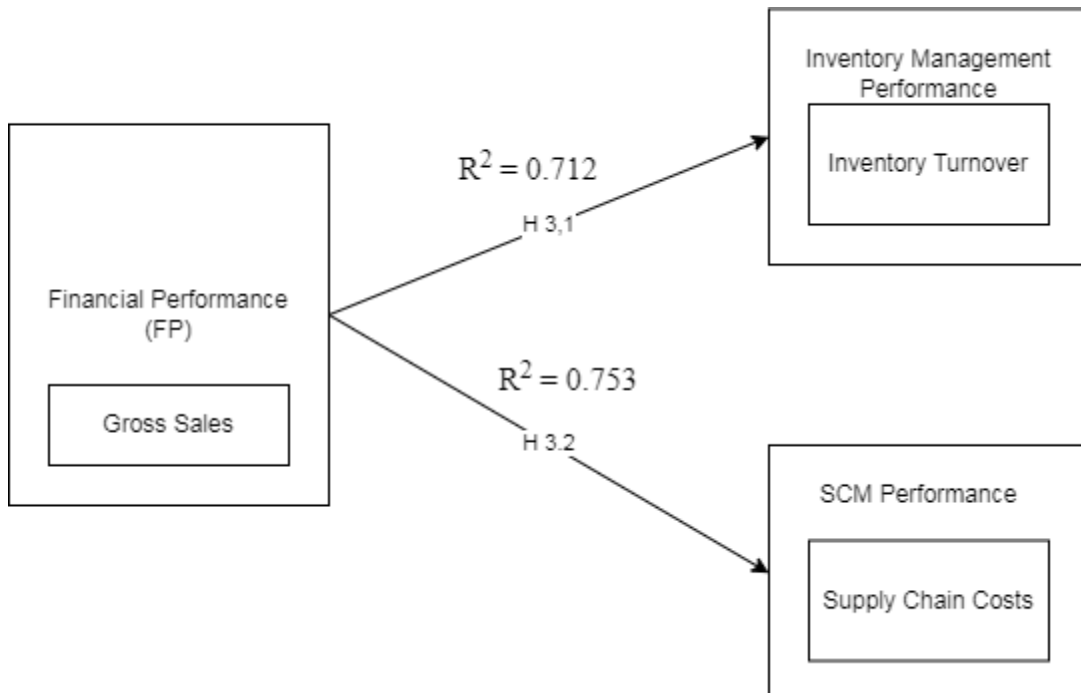 Inventory Management
Performance
Inventory Turnover
R² = 0.712
H 3,1
Financial Performance
(FP)
Gross Sales
R² = 0.753
H 3.2
SCM Performance
Supply Chain Costs